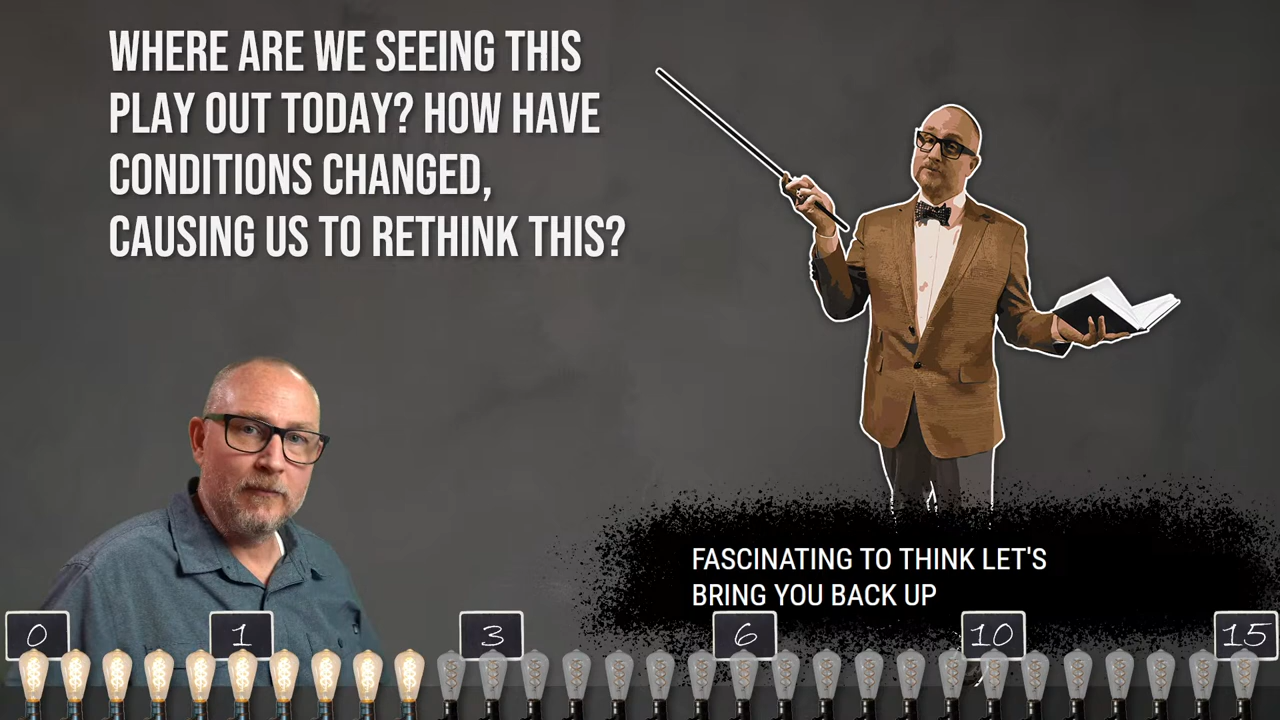 WHERE ARE WE SEEING THIS
PLAY OUT TODAY? HOW HAVE
CONDITIONS CHANGED,
CAUSING US TO RETHINK THIS?
FASCINATING TO THINK LET'S
BRING YOU BACK UP
0 1 3 6 10 15